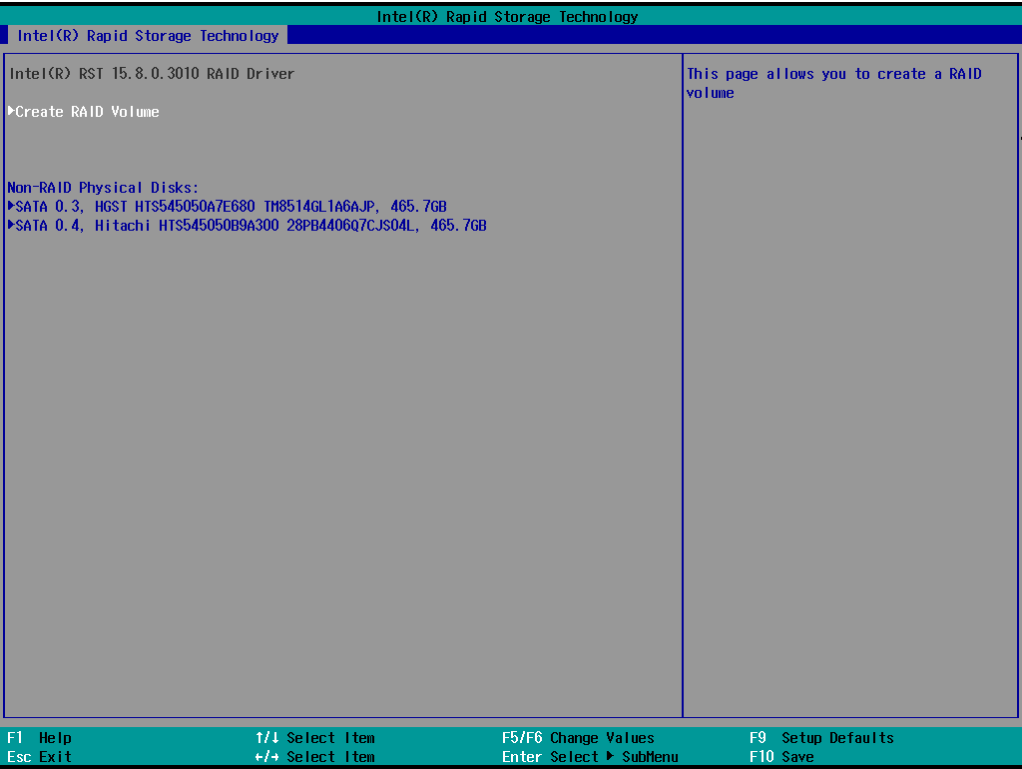 Intel(R) Rapid Storage Technology
Intel(R) Rapid Storage Technology
Intel(R) RST 15.8.0.3010 RAID Driver
▶Create RAID Volume
Non-RAID Physical Disks:
▶SATA 0.3, HGST HTS545050A7E680 TM8514GL1A6AJP, 465.7GB
▶SATA 0.4, Hitachi HTS545050B9A300 28PB4406Q7CJS04L, 465.7GB
This page allows you to create a RAID
volume
F1 Help ↑/↓ Select Item F5/F6 Change Values F9 Setup Defaults
Esc Exit ←/→ Select Item Enter Select ▶ SubMenu F10 Save